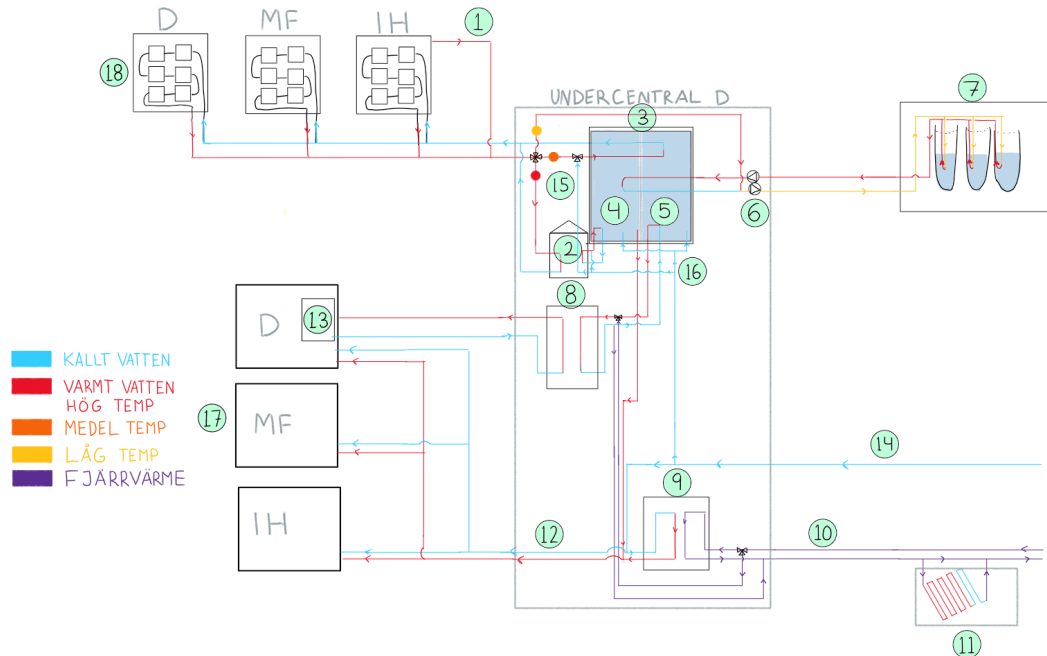 D
MF
IH
1
18
UNDERCENTRAL D
3
7
15
4
5
6
2
16
8
D
13
KALLT VATTEN
VARMT VATTEN
HÖG TEMP
MEDEL TEMP
LÅG TEMP
FJÄRRVÄRME
17
MF
14
9
IH
12
10
11